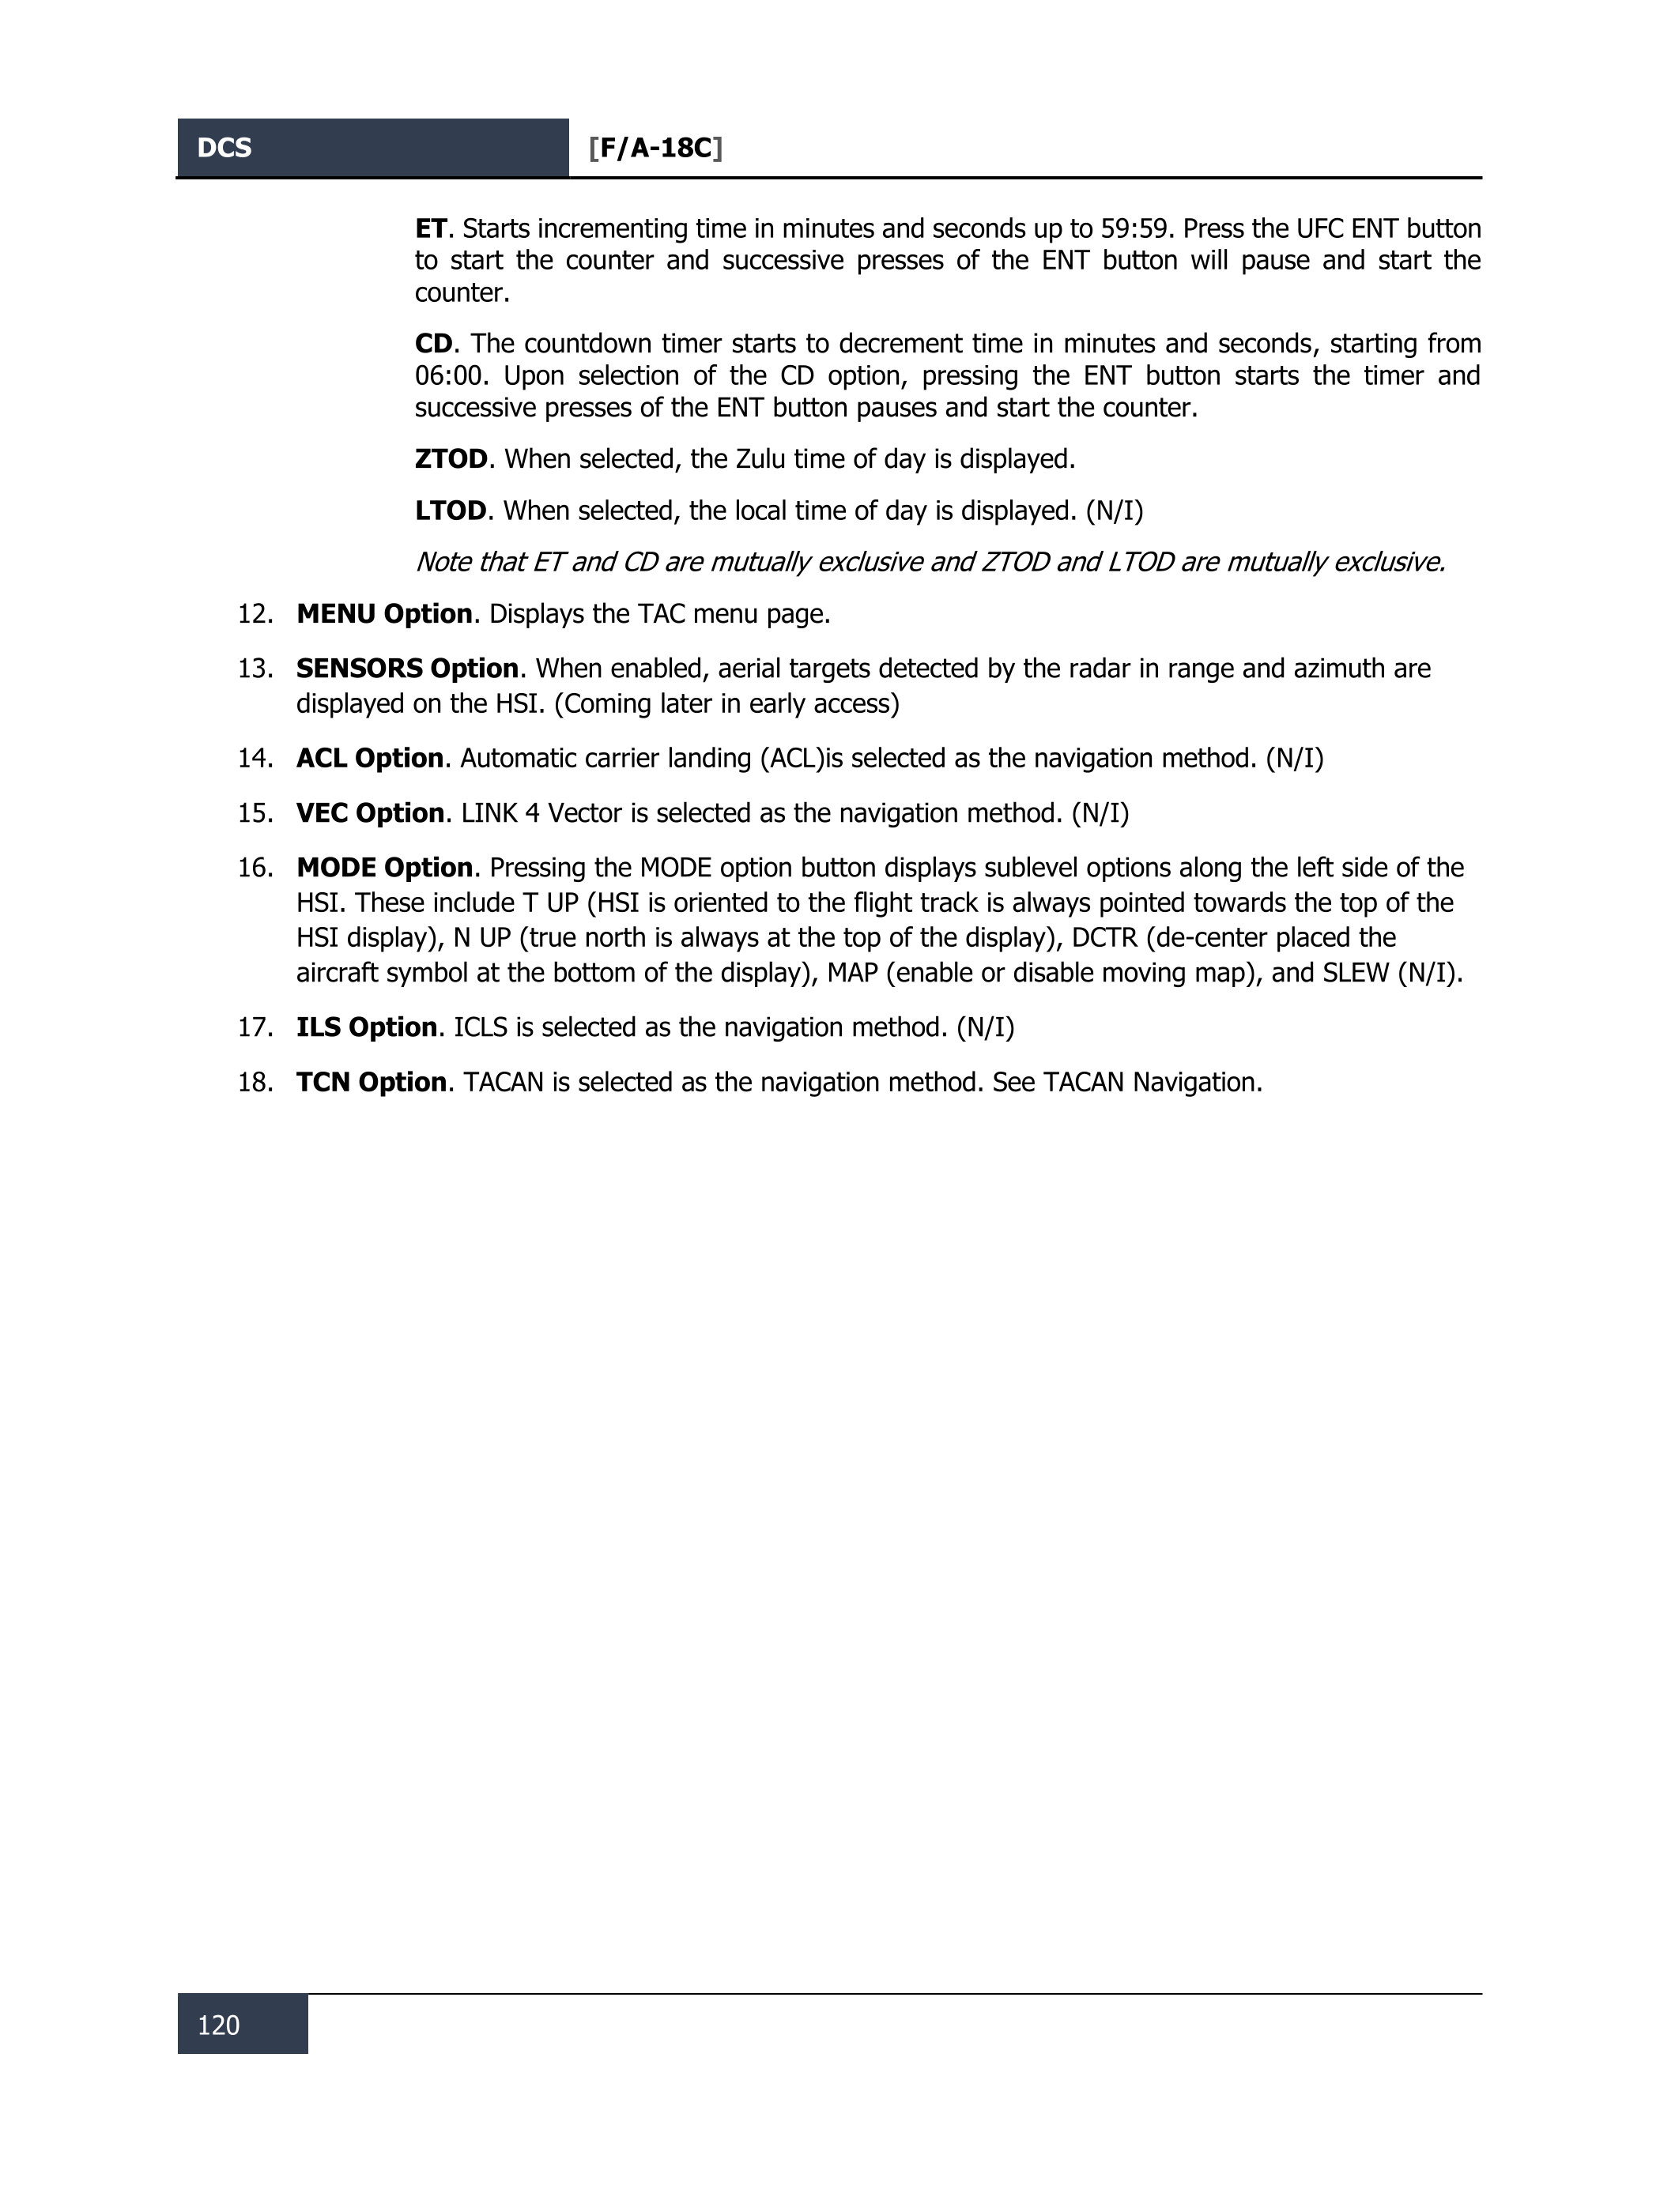 DCS [F/A-18C]
ET. Starts incrementing time in minutes and seconds up to 59:59. Press the UFC ENT button
to start the counter and successive presses of the ENT button will pause and start the
counter.
CD. The countdown timer starts to decrement time in minutes and seconds, starting from
06:00. Upon selection of the CD option, pressing the ENT button starts the timer and
successive presses of the ENT button pauses and start the counter.
ZTOD. When selected, the Zulu time of day is displayed.
LTOD. When selected, the local time of day is displayed. (N/I)
Note that ET and CD are mutually exclusive and ZTOD and LTOD are mutually exclusive.
12. MENU Option. Displays the TAC menu page.
13. SENSORS Option. When enabled, aerial targets detected by the radar in range and azimuth are
displayed on the HSI. (Coming later in early access)
14. ACL Option. Automatic carrier landing (ACL)is selected as the navigation method. (N/I)
15. VEC Option. LINK 4 Vector is selected as the navigation method. (N/I)
16. MODE Option. Pressing the MODE option button displays sublevel options along the left side of the
HSI. These include T UP (HSI is oriented to the flight track is always pointed towards the top of the
HSI display), N UP (true north is always at the top of the display), DCTR (de-center placed the
aircraft symbol at the bottom of the display), MAP (enable or disable moving map), and SLEW (N/I).
17. ILS Option. ICLS is selected as the navigation method. (N/I)
18. TCN Option. TACAN is selected as the navigation method. See TACAN Navigation.
120